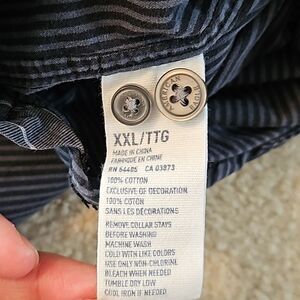 XXL/TTG
MADE IN CHINA
FABRIQUÉ EN CHINE
RN 54485 CA 03873
100% COTTON
EXCLUSIVE OF DECORATION
100% COTON
SANS LES DÉCORATIONS
REMOVE COLLAR STAYS
BEFORE WASHING
MACHINE WASH
COLD WITH LIKE COLORS
USE ONLY NON-CHLORINE
BLEACH WHEN NEEDED
TUMBLE DRY LOW
COOL IRON IF NEEDED